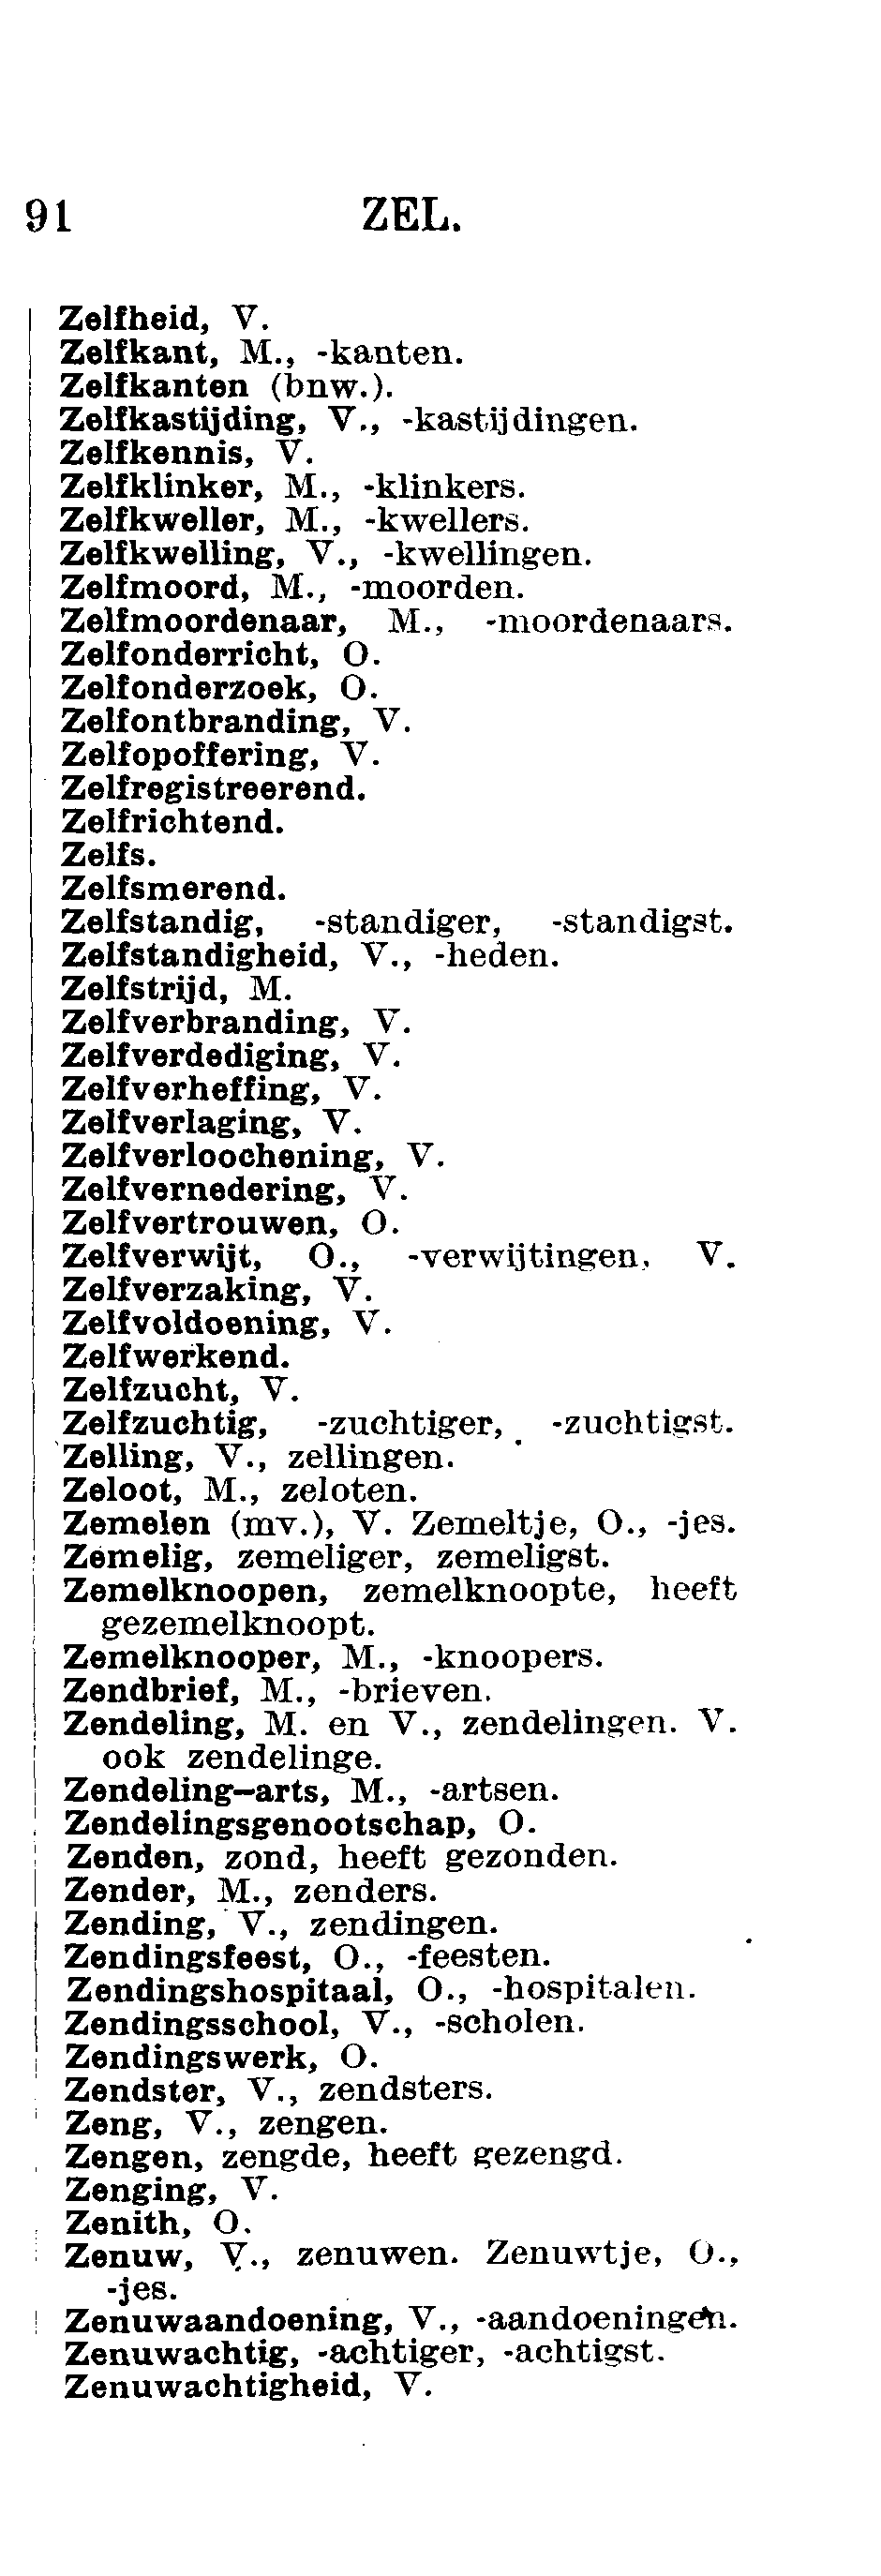 91 ZEL.
Zelfheid, V.
Zelfkant, M., -kanten.
Zelfkanten (bnw.).
Zelfkastijding, V., -kastijdingen.
Zelfkennis, V.
Zelfklinker, M., -klinkers.
Zelfkweller, M., -kwellers.
Zelfkwelling, V., -kwellingen.
Zelfmoord, M., -moorden.
Zelfmoordenaar, M., -moordenaars.
Zelfonderricht, O.
Zelfonderzoek, O.
Zelfontbranding, V.
Zelfopoffering, V.
Zelfregistreerend.
Zelfrichtend.
Zelfs.
Zelfsmerend.
Zelfstandig, -standiger, -standigst.
Zelfstandigheid, V., -heden.
Zelfstrijd, M.
Zelfverbranding, V.
Zelfverdediging, V.
Zelfverheffing, V.
Zelfverlaging, V.
Zelfverloochening, V.
Zelfvernedering, V.
Zelfvertrouwen, O.
Zelfverwijt, O., -verwijtingen, V.
Zelfverzaking, V.
Zelfvoldoening, V.
Zelfwerkend.
Zelfzucht, V.
Zelfzuchtig, -zuchtiger, -zuchtigst.
Zelling, V., zellingen.
Zeloot, M., zeloten.
Zemelen (mv.), V. Zemeltje, O., -jes.
Zemelig, zemeliger, zemeligst.
Zemelknoopen, zemelknoopte, heeft
gezemelknoopt.
Zemelknooper, M., -knoopers.
Zendbrief, M., -brieven.
Zendeling, M. en V., zendelingen. V.
ook zendelinge.
Zendeling-arts, M., -artsen.
Zendelingsgenootschap, O.
Zenden, zond, heeft gezonden.
Zender, M., zenders.
Zending, V., zendingen.
Zendingsfeest, O., -feesten.
Zendingshospitaal, O., -hospitalen.
Zendingsschool, V., -scholen.
Zendingswerk, O.
Zendster, V., zendsters.
Zeng, V., zengen.
Zengen, zengde, heeft gezengd.
Zenging, V.
Zenith, O.
Zenuw, V., zenuwen. Zenuwtje, O.,
-jes.
Zenuwaandoening, V., -aandoeningen.
Zenuwachtig, -achtiger, -achtigst.
Zenuwachtigheid, V.